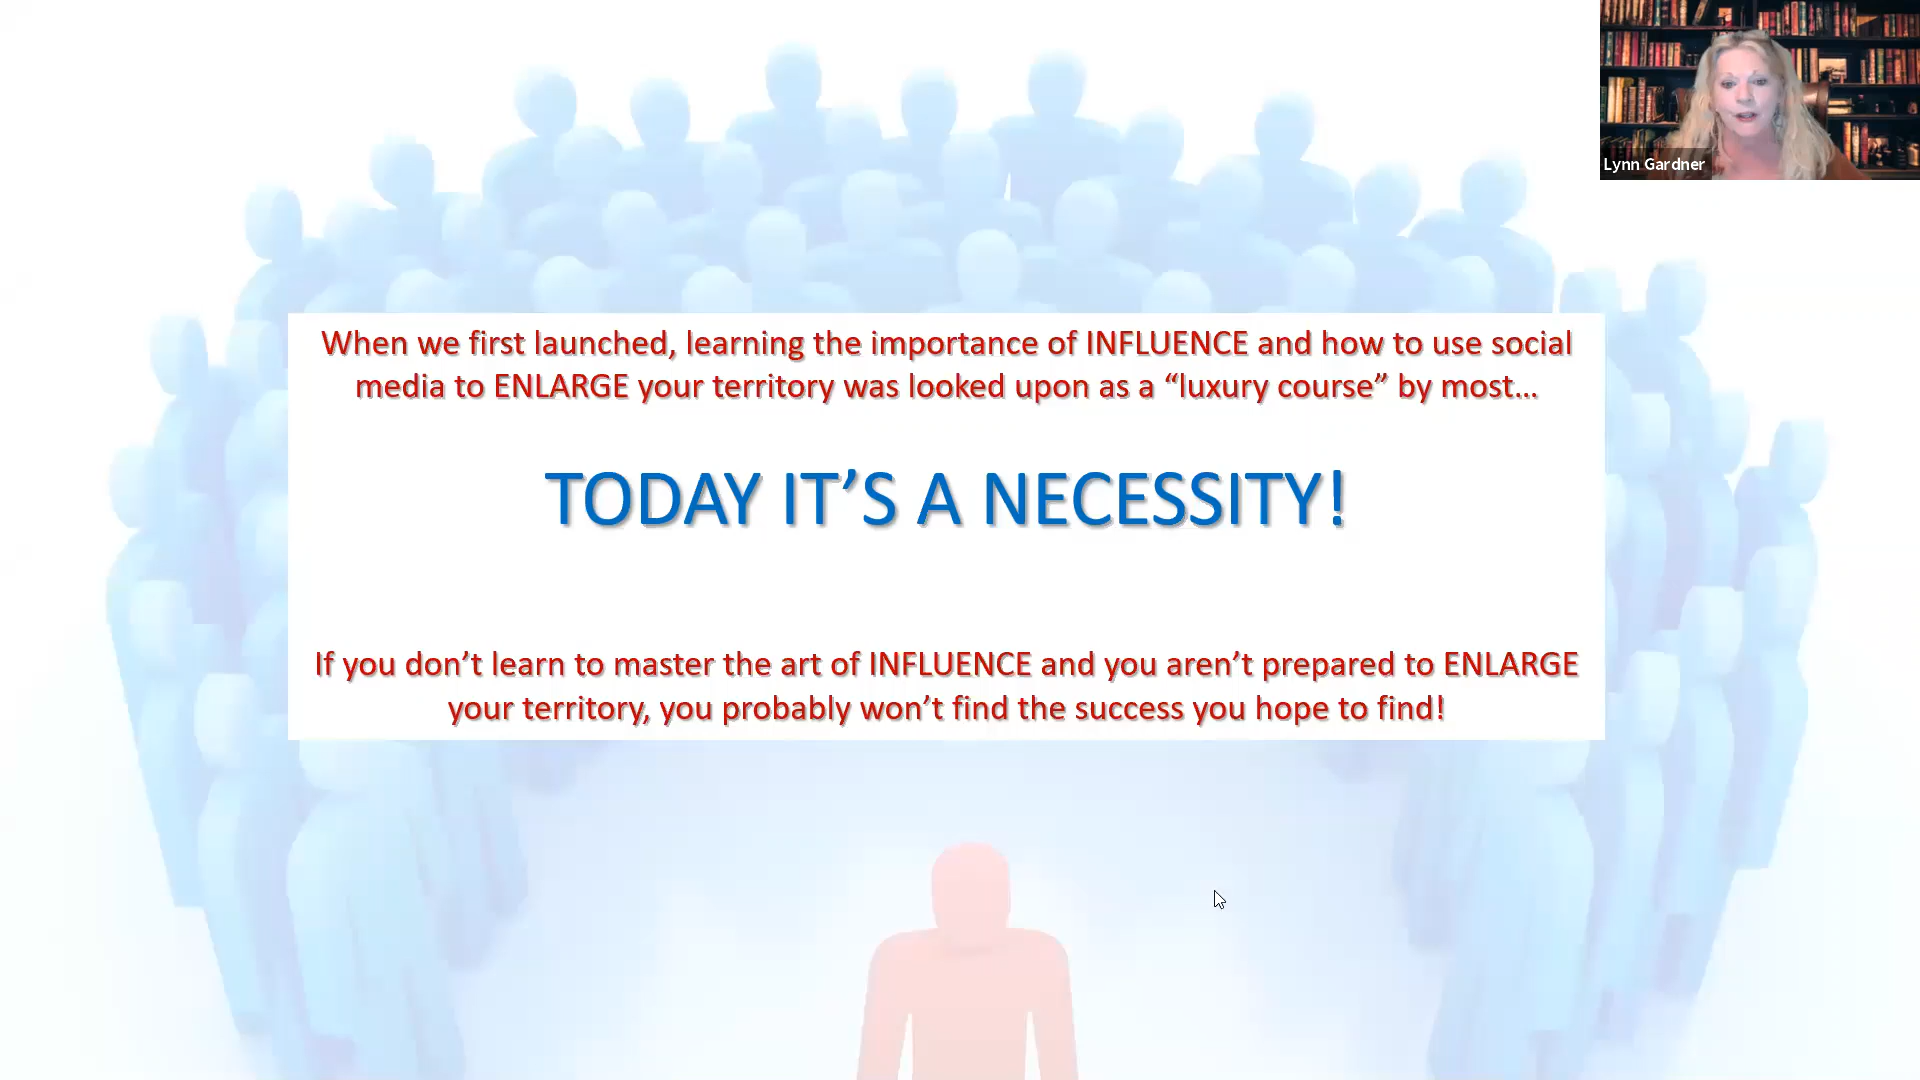 Lynn Gardner
When we first launched, learning the importance of INFLUENCE and how to use social
media to ENLARGE your territory was looked upon as a “luxury course” by most...
TODAY IT’S A NECESSITY!
If you don’t learn to master the art of INFLUENCE and you aren’t prepared to ENLARGE
your territory, you probably won’t find the success you hope to find!